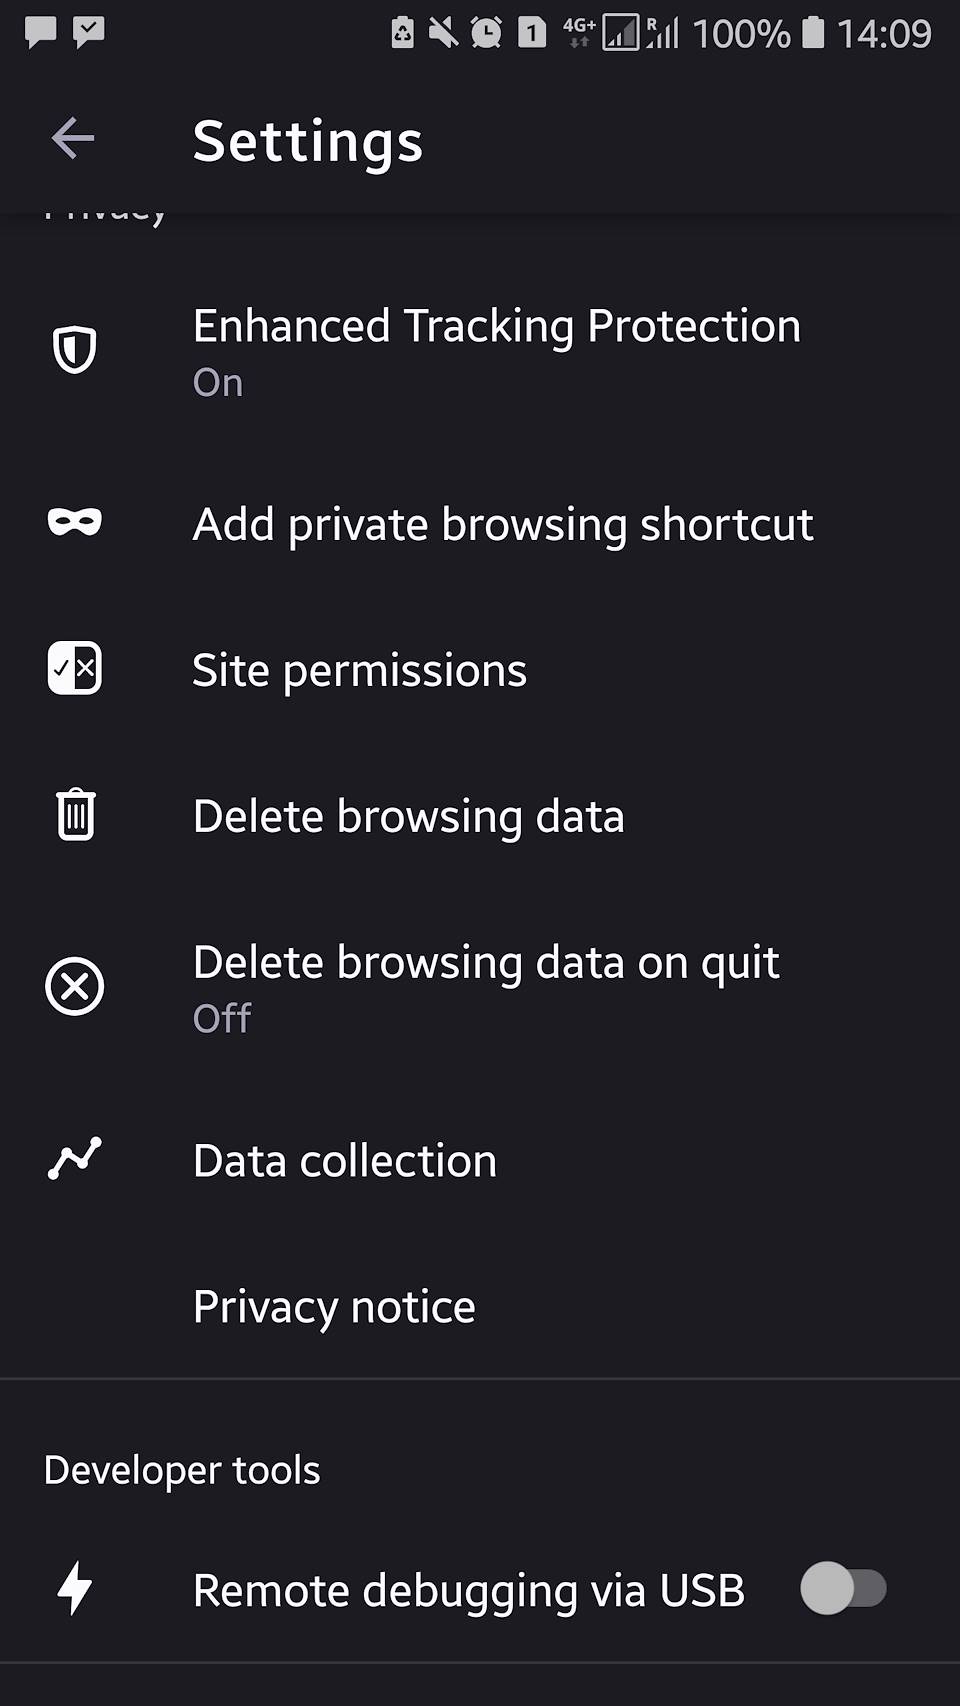 1 4G+ R 100% 14:09
Settings
Privacy
Enhanced Tracking Protection
On
Add private browsing shortcut
Site permissions
Delete browsing data
Delete browsing data on quit
Off
Data collection
Privacy notice
Developer tools
Remote debugging via USB